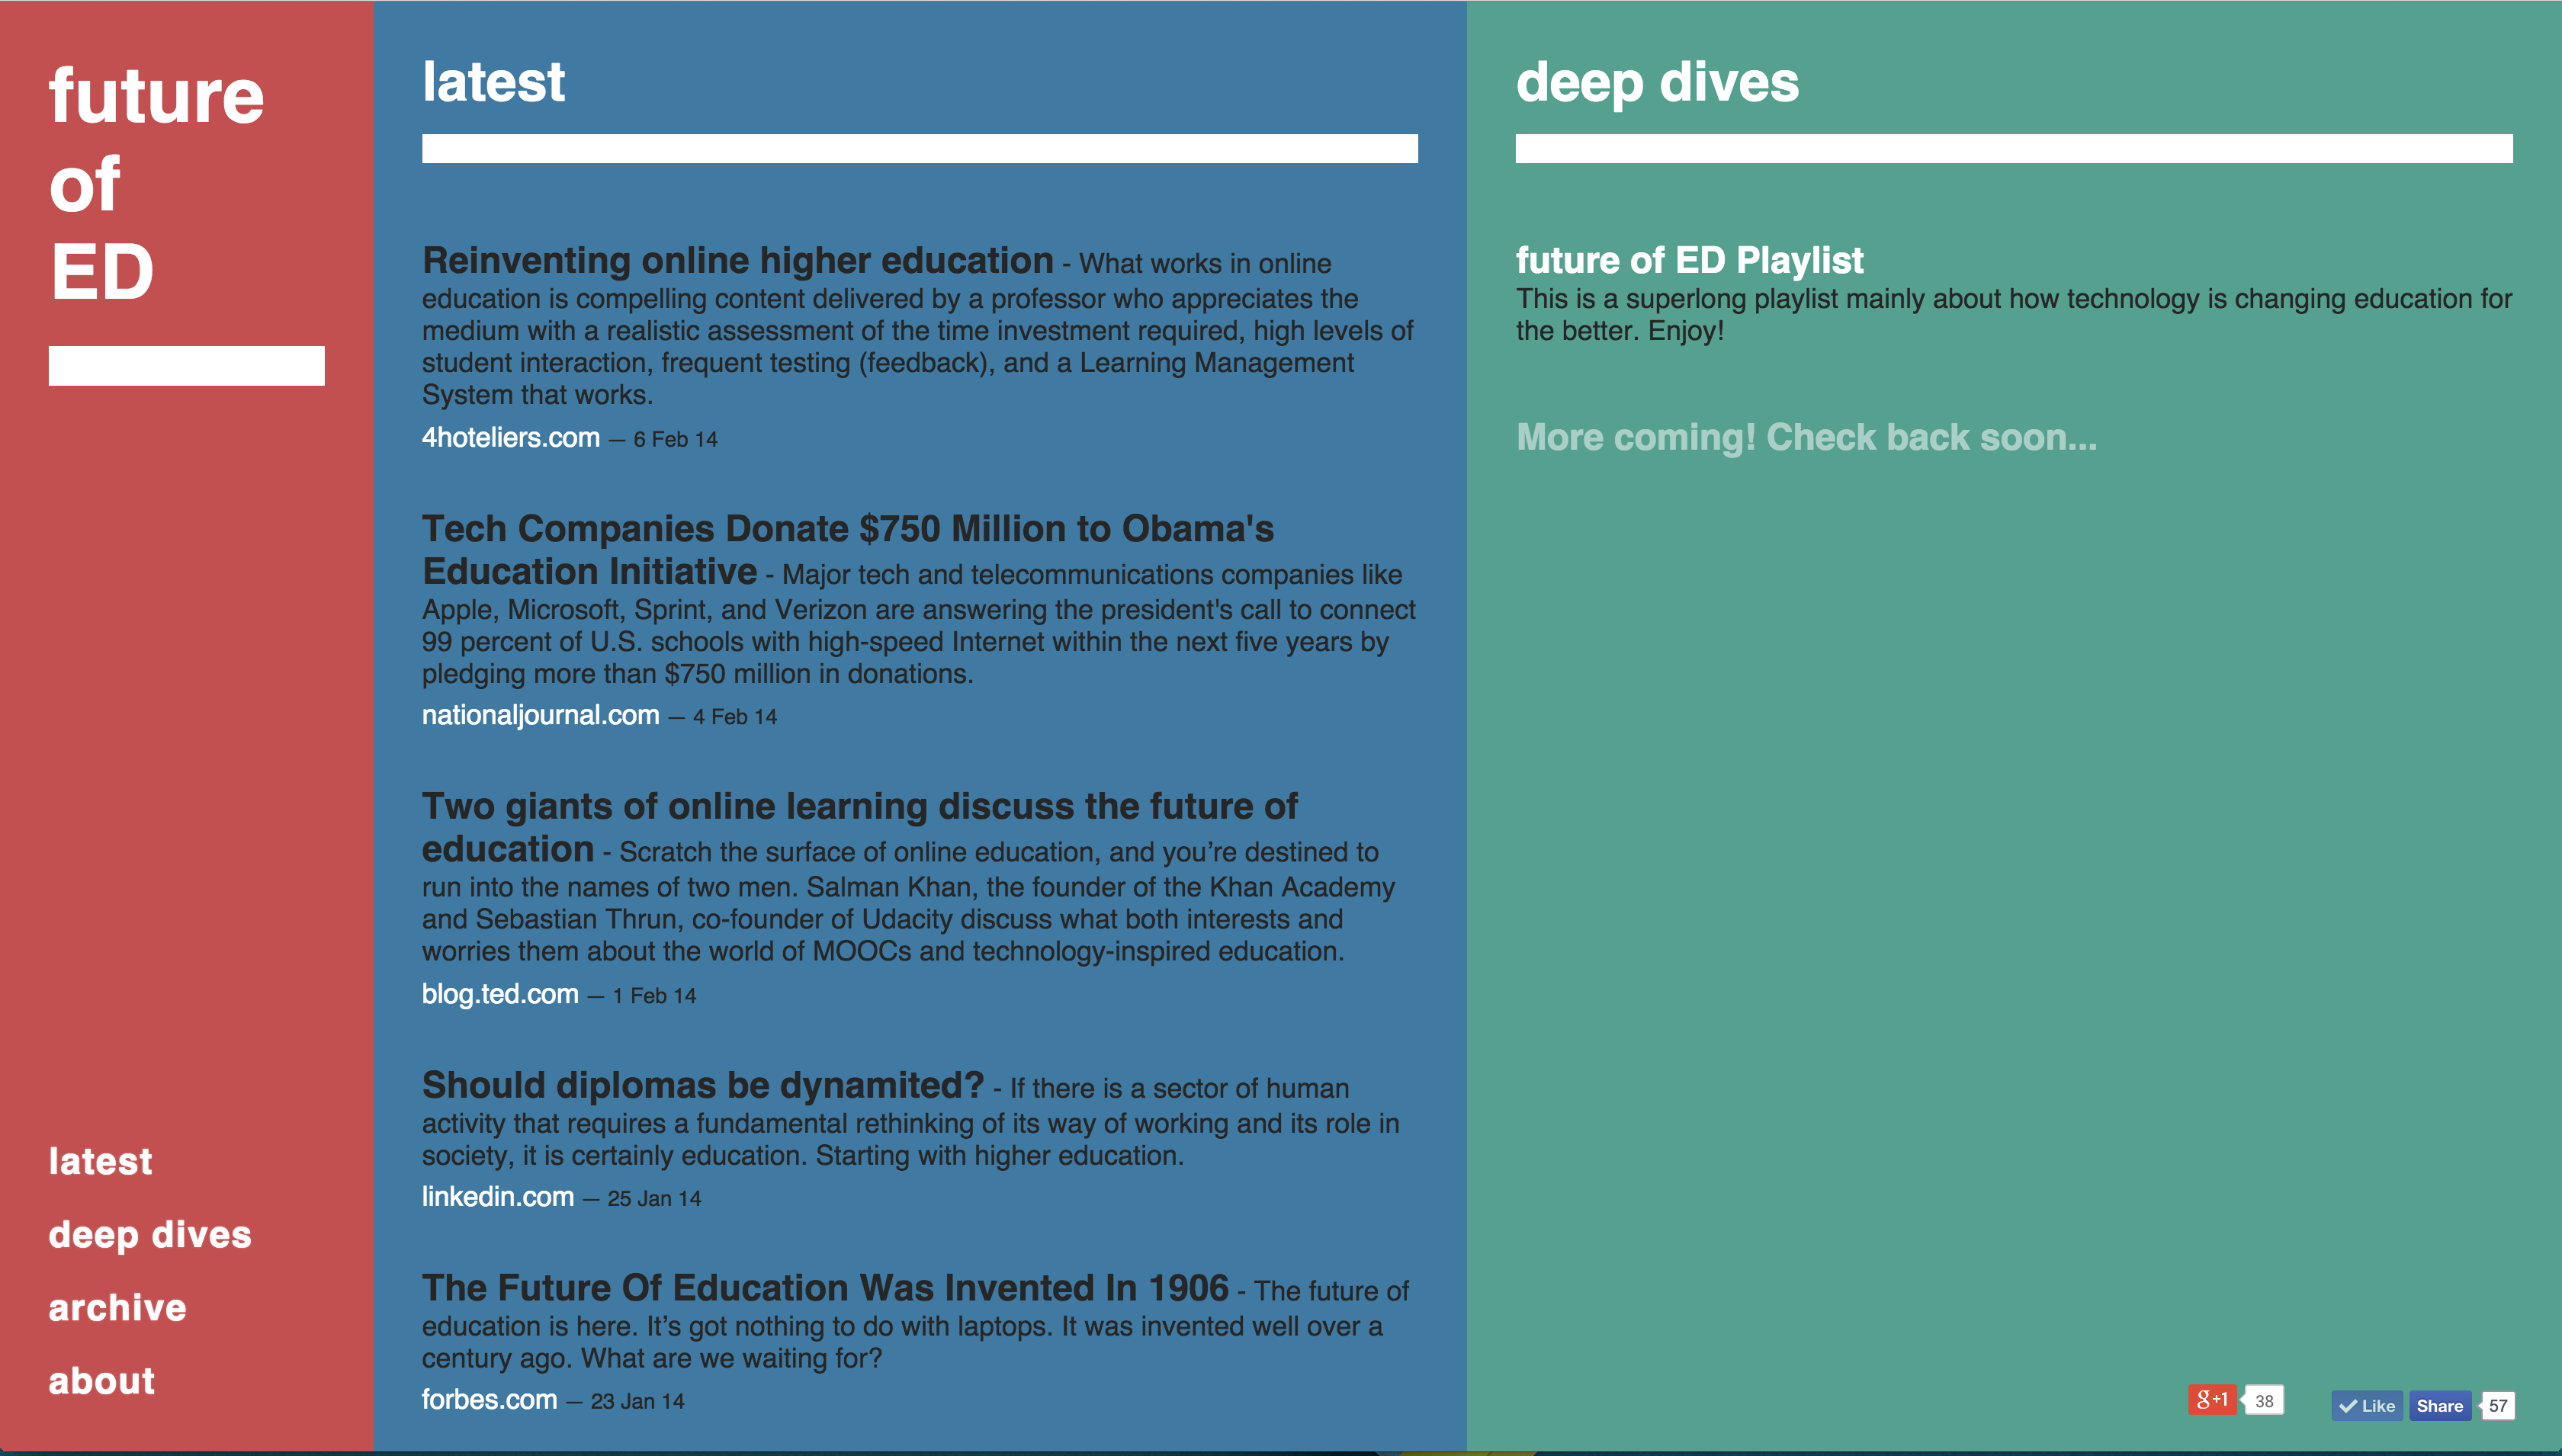 future
of
ED
latest
deep dives
archive
about
latest
Reinventing online higher education - What works in online
education is compelling content delivered by a professor who appreciates the
medium with a realistic assessment of the time investment required, high levels of
student interaction, frequent testing (feedback), and a Learning Management
System that works.
4hoteliers.com — 6 Feb 14
Tech Companies Donate $750 Million to Obama's
Education Initiative - Major tech and telecommunications companies like
Apple, Microsoft, Sprint, and Verizon are answering the president's call to connect
99 percent of U.S. schools with high-speed Internet within the next five years by
pledging more than $750 million in donations.
nationaljournal.com — 4 Feb 14
Two giants of online learning discuss the future of
education - Scratch the surface of online education, and you’re destined to
run into the names of two men. Salman Khan, the founder of the Khan Academy
and Sebastian Thrun, co-founder of Udacity discuss what both interests and
worries them about the world of MOOCs and technology-inspired education.
blog.ted.com — 1 Feb 14
Should diplomas be dynamited? - If there is a sector of human
activity that requires a fundamental rethinking of its way of working and its role in
society, it is certainly education. Starting with higher education.
linkedin.com — 25 Jan 14
The Future Of Education Was Invented In 1906 - The future of
education is here. It’s got nothing to do with laptops. It was invented well over a
century ago. What are we waiting for?
forbes.com — 23 Jan 14
deep dives
future of ED Playlist
This is a superlong playlist mainly about how technology is changing education for
the better. Enjoy!
More coming! Check back soon...
g+1 38 Like Share 57